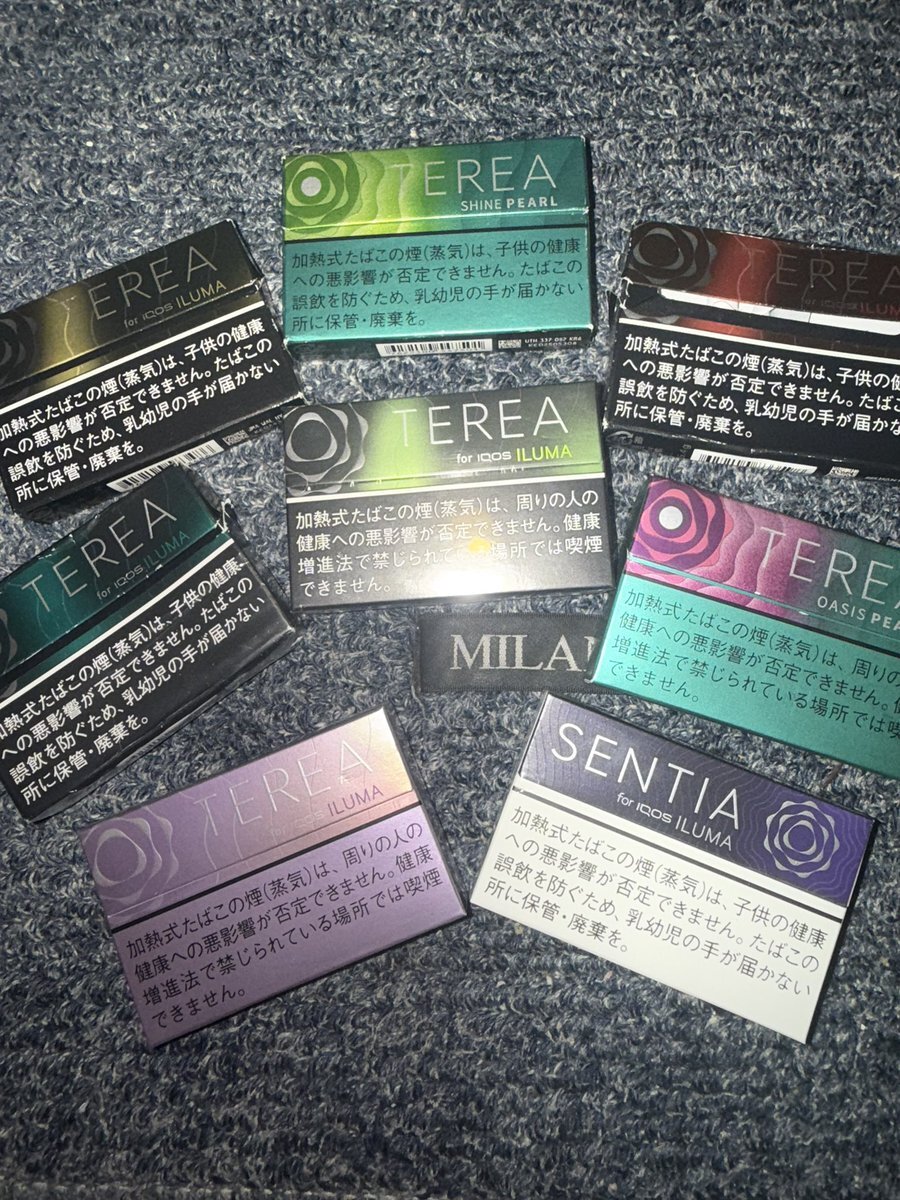 TEREA
SHINE PEARL
加熱式たばこの煙(蒸気)は、子供の健康
への悪影響が否定できません。たばこの
誤飲を防ぐため、乳幼児の手が届かない
所に保管・廃棄を。
TEREA
for IQOS ILUMA
加熱式たばこの煙(蒸気)は、子供の健康
への悪影響が否定できません。たばこの
誤飲を防ぐため、乳幼児の手が届かない
所に保管・廃棄を。
TEREA
for IQOS ILUMA
加熱式たばこの煙(蒸気)は、子供の健康
への悪影響が否定できません。たばこ
誤飲を防ぐため、乳幼児の手が届かな
所に保管・廃棄を。
TEREA
for IQOS ILUMA
加熱式たばこの煙(蒸気)は、周りの人の
健康への悪影響が否定できません。健康
増進法で禁じられている場所では喫煙
できません。
TEREA
for IQOS ILUMA
加熱式たばこの煙(蒸気)は、子供の健康
への悪影響が否定できません。たばこの
誤飲を防ぐため、乳幼児の手が届かない
所に保管・廃棄を。
TEREA
OASIS PEA
加熱式たばこの煙(蒸気)は、周りの
健康への悪影響が否定できません。健
増進法で禁じられている場所では喫
できません。
MILA
TEREA
for IQOS ILUMA
加熱式たばこの煙(蒸気)は、周りの人の
健康への悪影響が否定できません。健康
増進法で禁じられている場所では喫煙
できません。
SENTIA
for IQOS ILUMA
加熱式たばこの煙(蒸気)は、子供の健康
への悪影響が否定できません。たばこの
誤飲を防ぐため、乳幼児の手が届かない
所に保管・廃棄を。